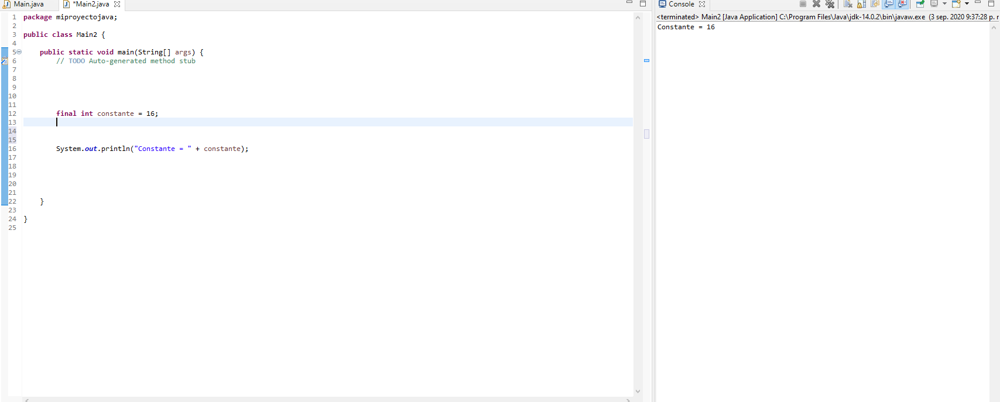 Main.java
*Main2.java
1 package miproyectojava;
2
3 public class Main2 {
4
5 public static void main(String[] args) {
6 // TODO Auto-generated method stub
7
8
9
10
11
12 final int constante = 16;
13
14
15
16 System.out.println("Constante = " + constante);
17
18
19
20
21
22 }
23
24 }
25
Console
<terminated> Main2 [Java Application] C:\Program Files\Java\jdk-14.0.2\bin\javaw.exe (3 sep. 2020 9:37:28 p. r
Constante = 16